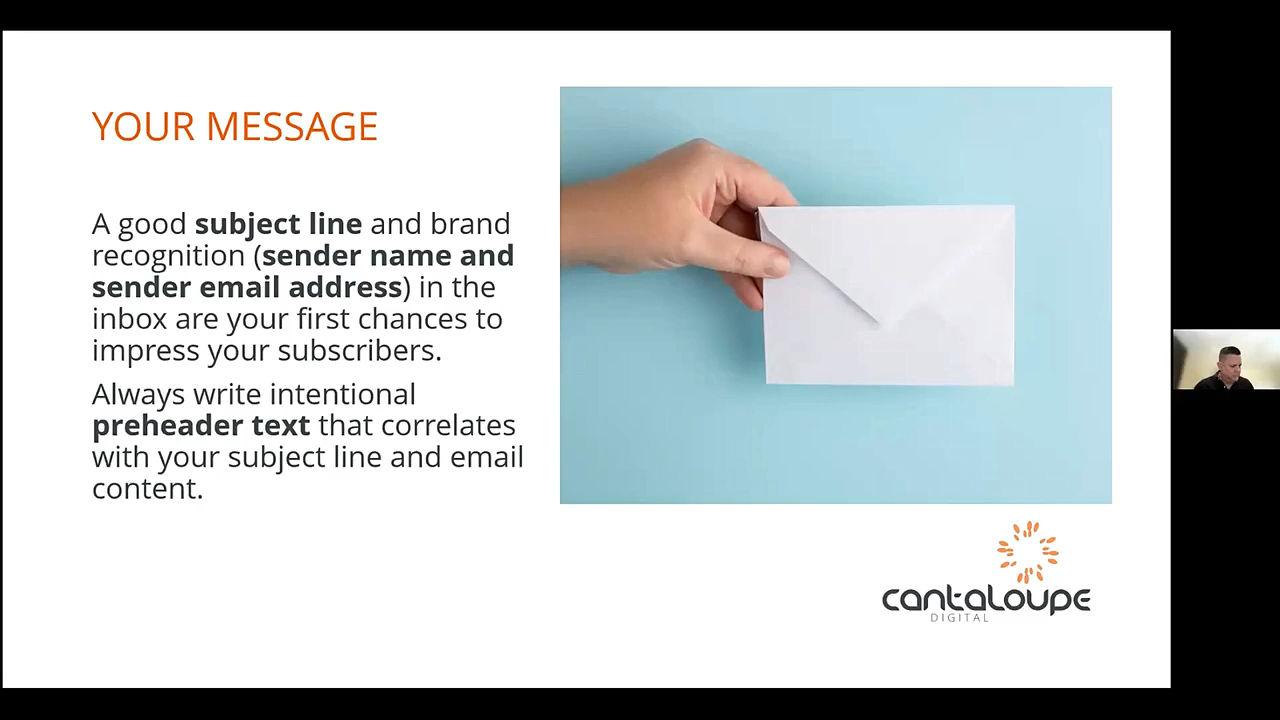 YOUR MESSAGE
A good subject line and brand
recognition (sender name and
sender email address) in the
inbox are your first chances to
impress your subscribers.
Always write intentional
preheader text that correlates
with your subject line and email
content.
cantaLoupe
DIGITAL